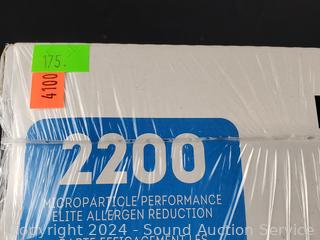 175.
4100
2200
MICROPARTICLE PERFORMANCE
ELITE ALLERGEN REDUCTION
Copyright 2024 - Sound Auction Service